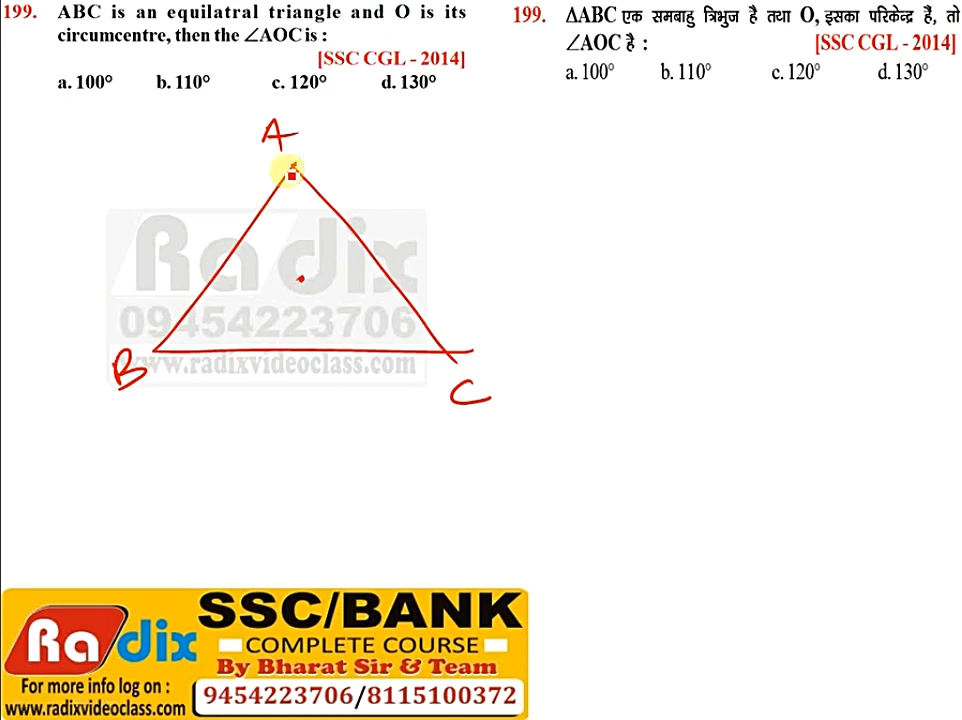 199. ABC is an equilatral triangle and O is its
circumcentre, then the ∠AOC is :
[SSC CGL - 2014]
a. 100° b. 110° c. 120° d. 130°
199. ΔABC एक समबाहु त्रिभुज है तथा O, इसका परिकेन्द्र हैं, तो
∠AOC है : [SSC CGL - 2014]
a. 100° b. 110° c. 120° d. 130°
A
Radix
09454223706
www.radixvideoclass.com
B
C
Radix
For more info log on :
www.radixvideoclass.com
SSC/BANK
COMPLETE COURSE
By Bharat Sir & Team
9454223706/8115100372